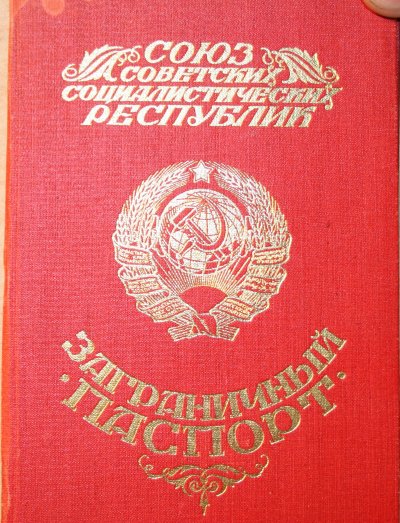 СОЮЗ
СОВЕТСКИХ
СОЦИАЛИСТИЧЕСКИХ
РЕСПУБЛИК
ЗАГРАНИЧНЫЙ
·ПАСПОРТ·